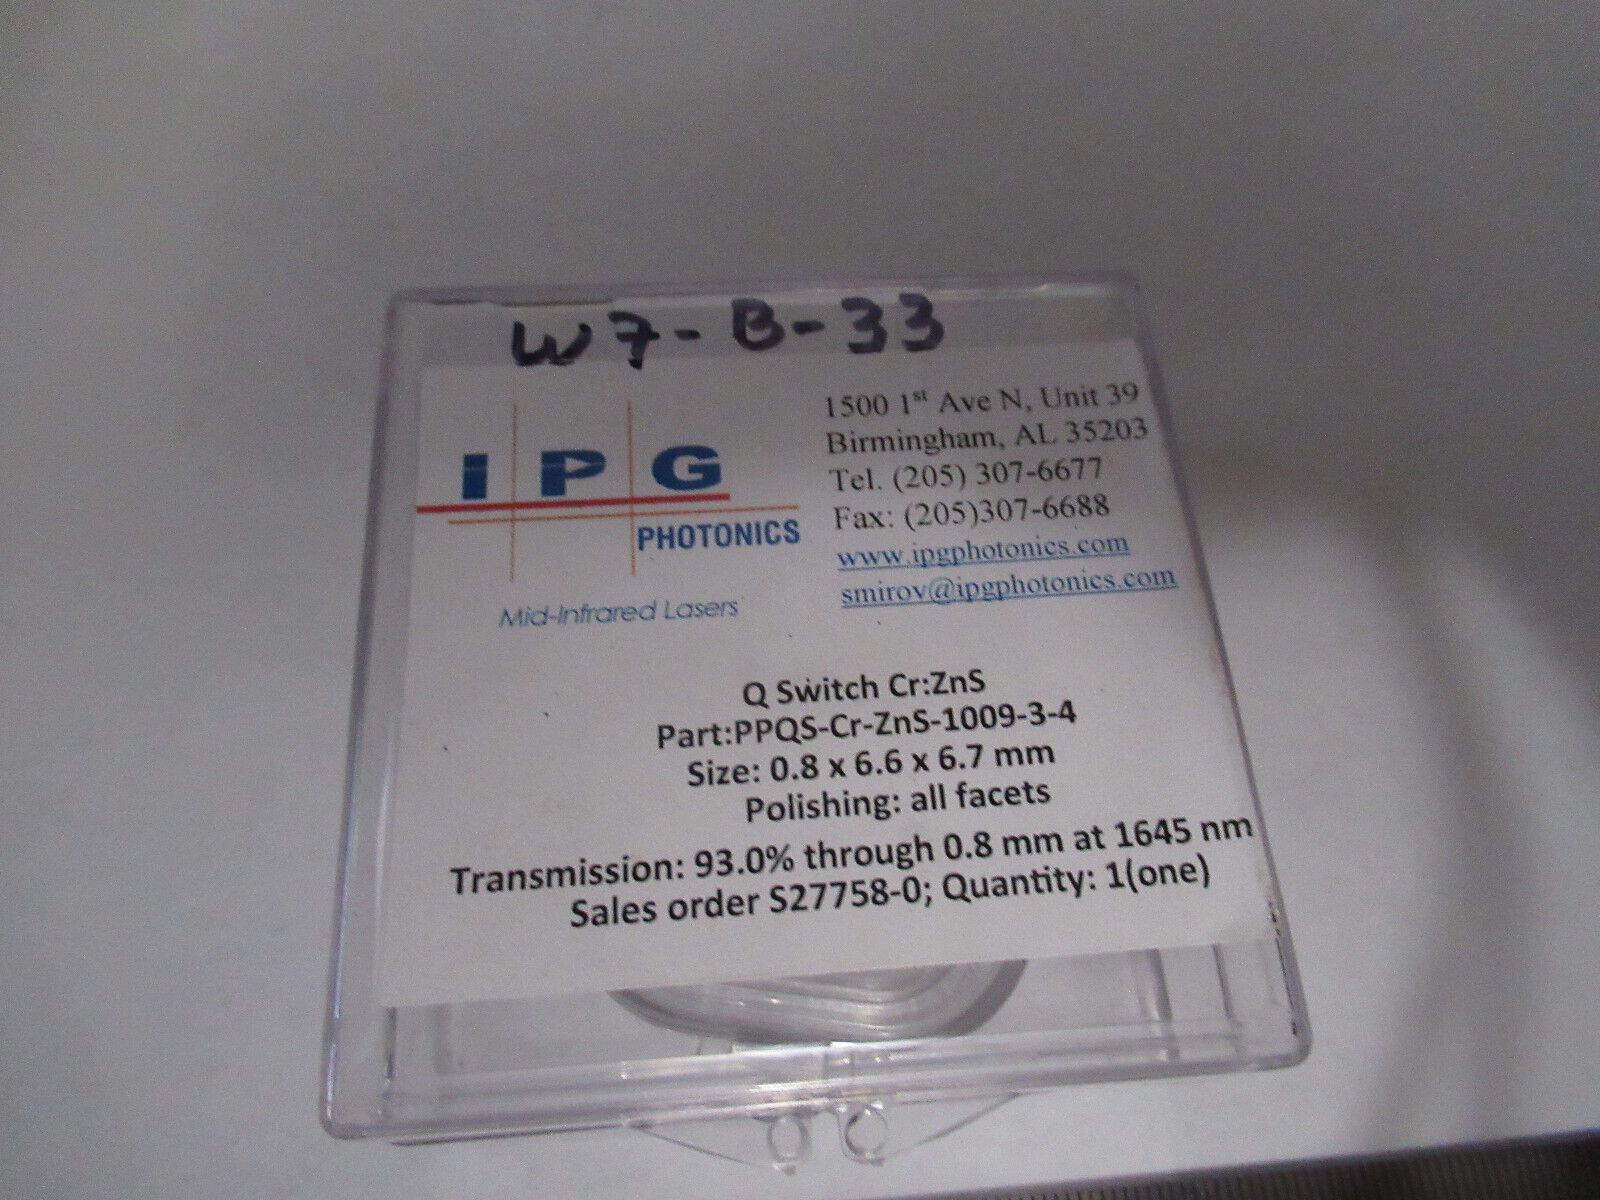 W7-B-33
IPG
PHOTONICS
Mid-Infrared Lasers
1500 1st Ave N, Unit 39
Birmingham, AL 35203
Tel. (205) 307-6677
Fax: (205)307-6688
www.ipgphotonics.com
smirov@ipgphotonics.com
Q Switch Cr:ZnS
Part:PPQS-Cr-ZnS-1009-3-4
Size: 0.8 x 6.6 x 6.7 mm
Polishing: all facets
Transmission: 93.0% through 0.8 mm at 1645 nm
Sales order S27758-0; Quantity: 1(one)